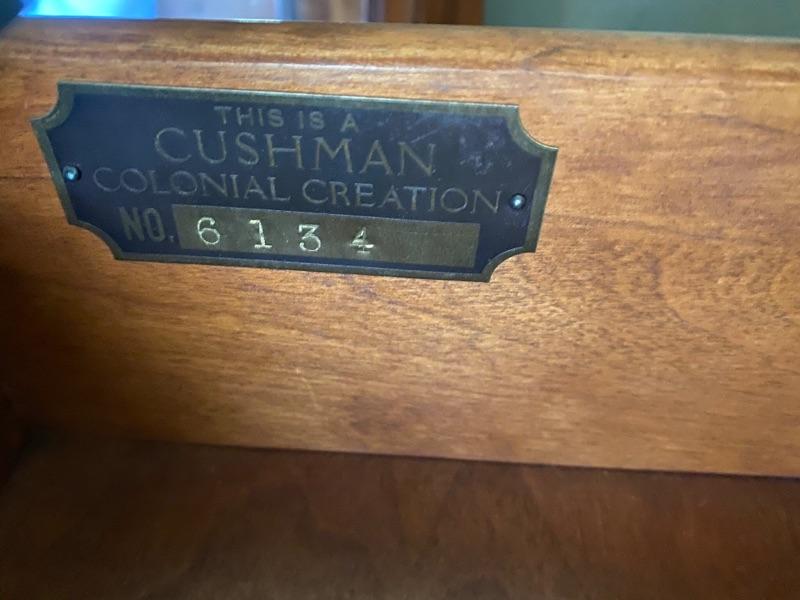 THIS IS A
CUSHMAN
COLONIAL CREATION
NO. 6134